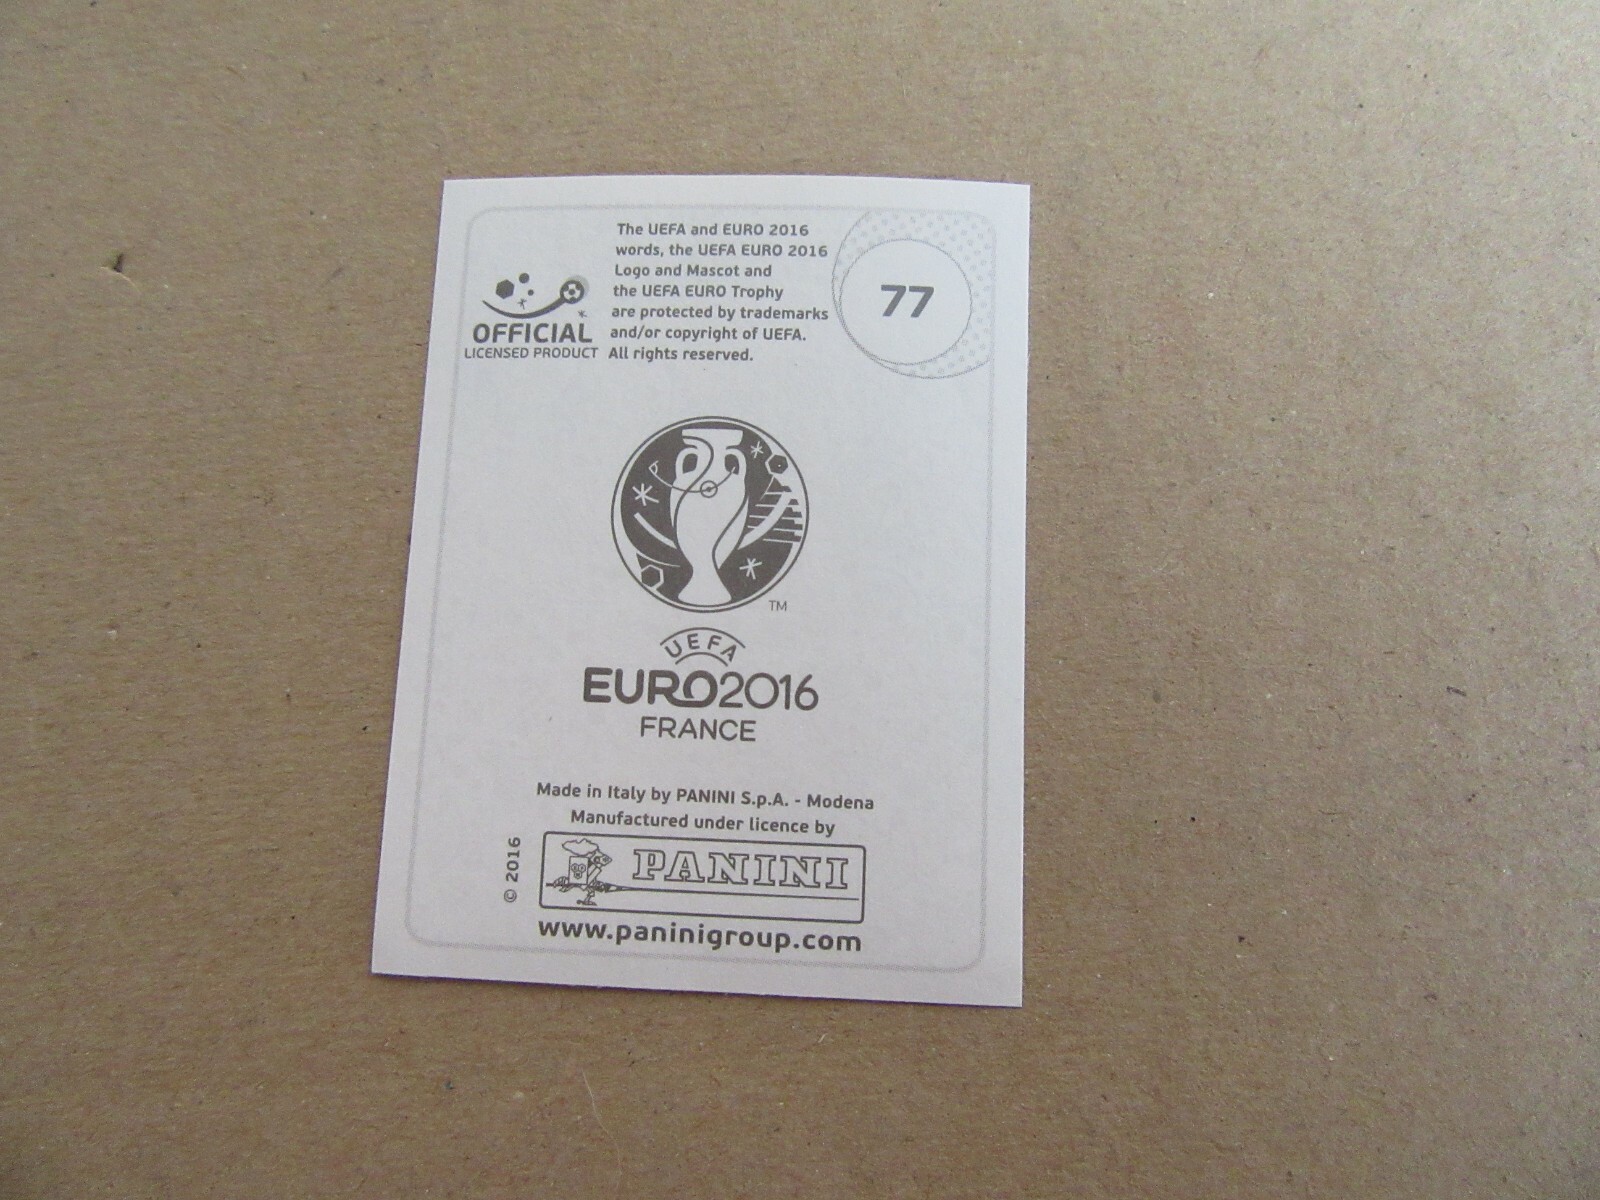 The UEFA and EURO 2016
words, the UEFA EURO 2016
Logo and Mascot and
the UEFA EURO Trophy
are protected by trademarks
and/or copyright of UEFA.
All rights reserved.
OFFICIAL
LICENSED PRODUCT
77
TM
UEFA
EURO2016
FRANCE
Made in Italy by PANINI S.p.A. - Modena
Manufactured under licence by
© 2016
PANINI
www.paninigroup.com